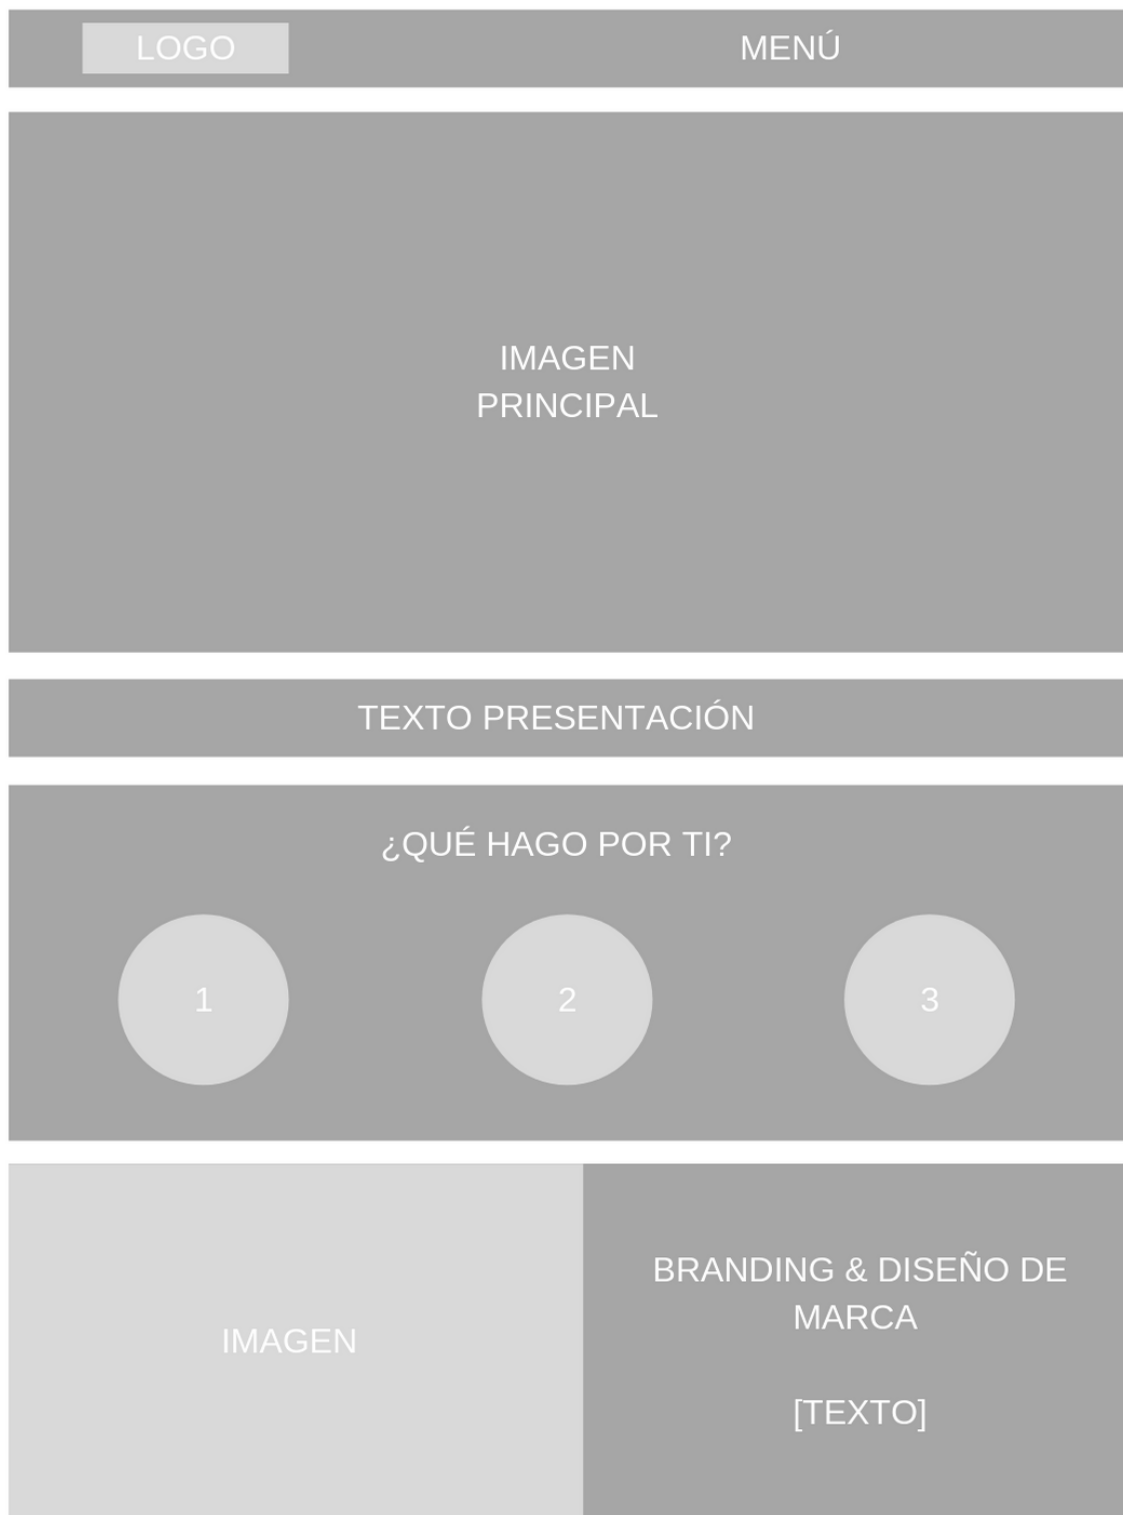 LOGO
MENÚ
IMAGEN
PRINCIPAL
TEXTO PRESENTACIÓN
¿QUÉ HAGO POR TI?
1
2
3
IMAGEN
BRANDING & DISEÑO DE
MARCA
[TEXTO]